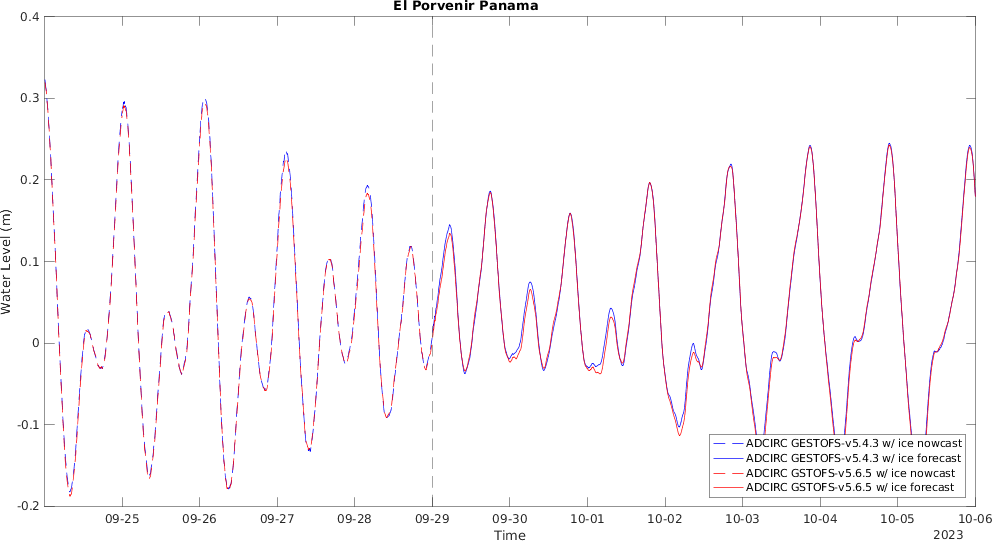 El Porvenir Panama
0.4
0.3
0.2
0.1
0
-0.1
-0.2
Water Level (m)
ADCIRC GESTOFS-v5.4.3 w/ ice nowcast
ADCIRC GESTOFS-v5.4.3 w/ ice forecast
ADCIRC GSTOFS-v5.6.5 w/ ice nowcast
ADCIRC GSTOFS-v5.6.5 w/ ice forecast
09-25 09-26 09-27 09-28 09-29 09-30 10-01 10-02 10-03 10-04 10-05 10-06
Time
2023